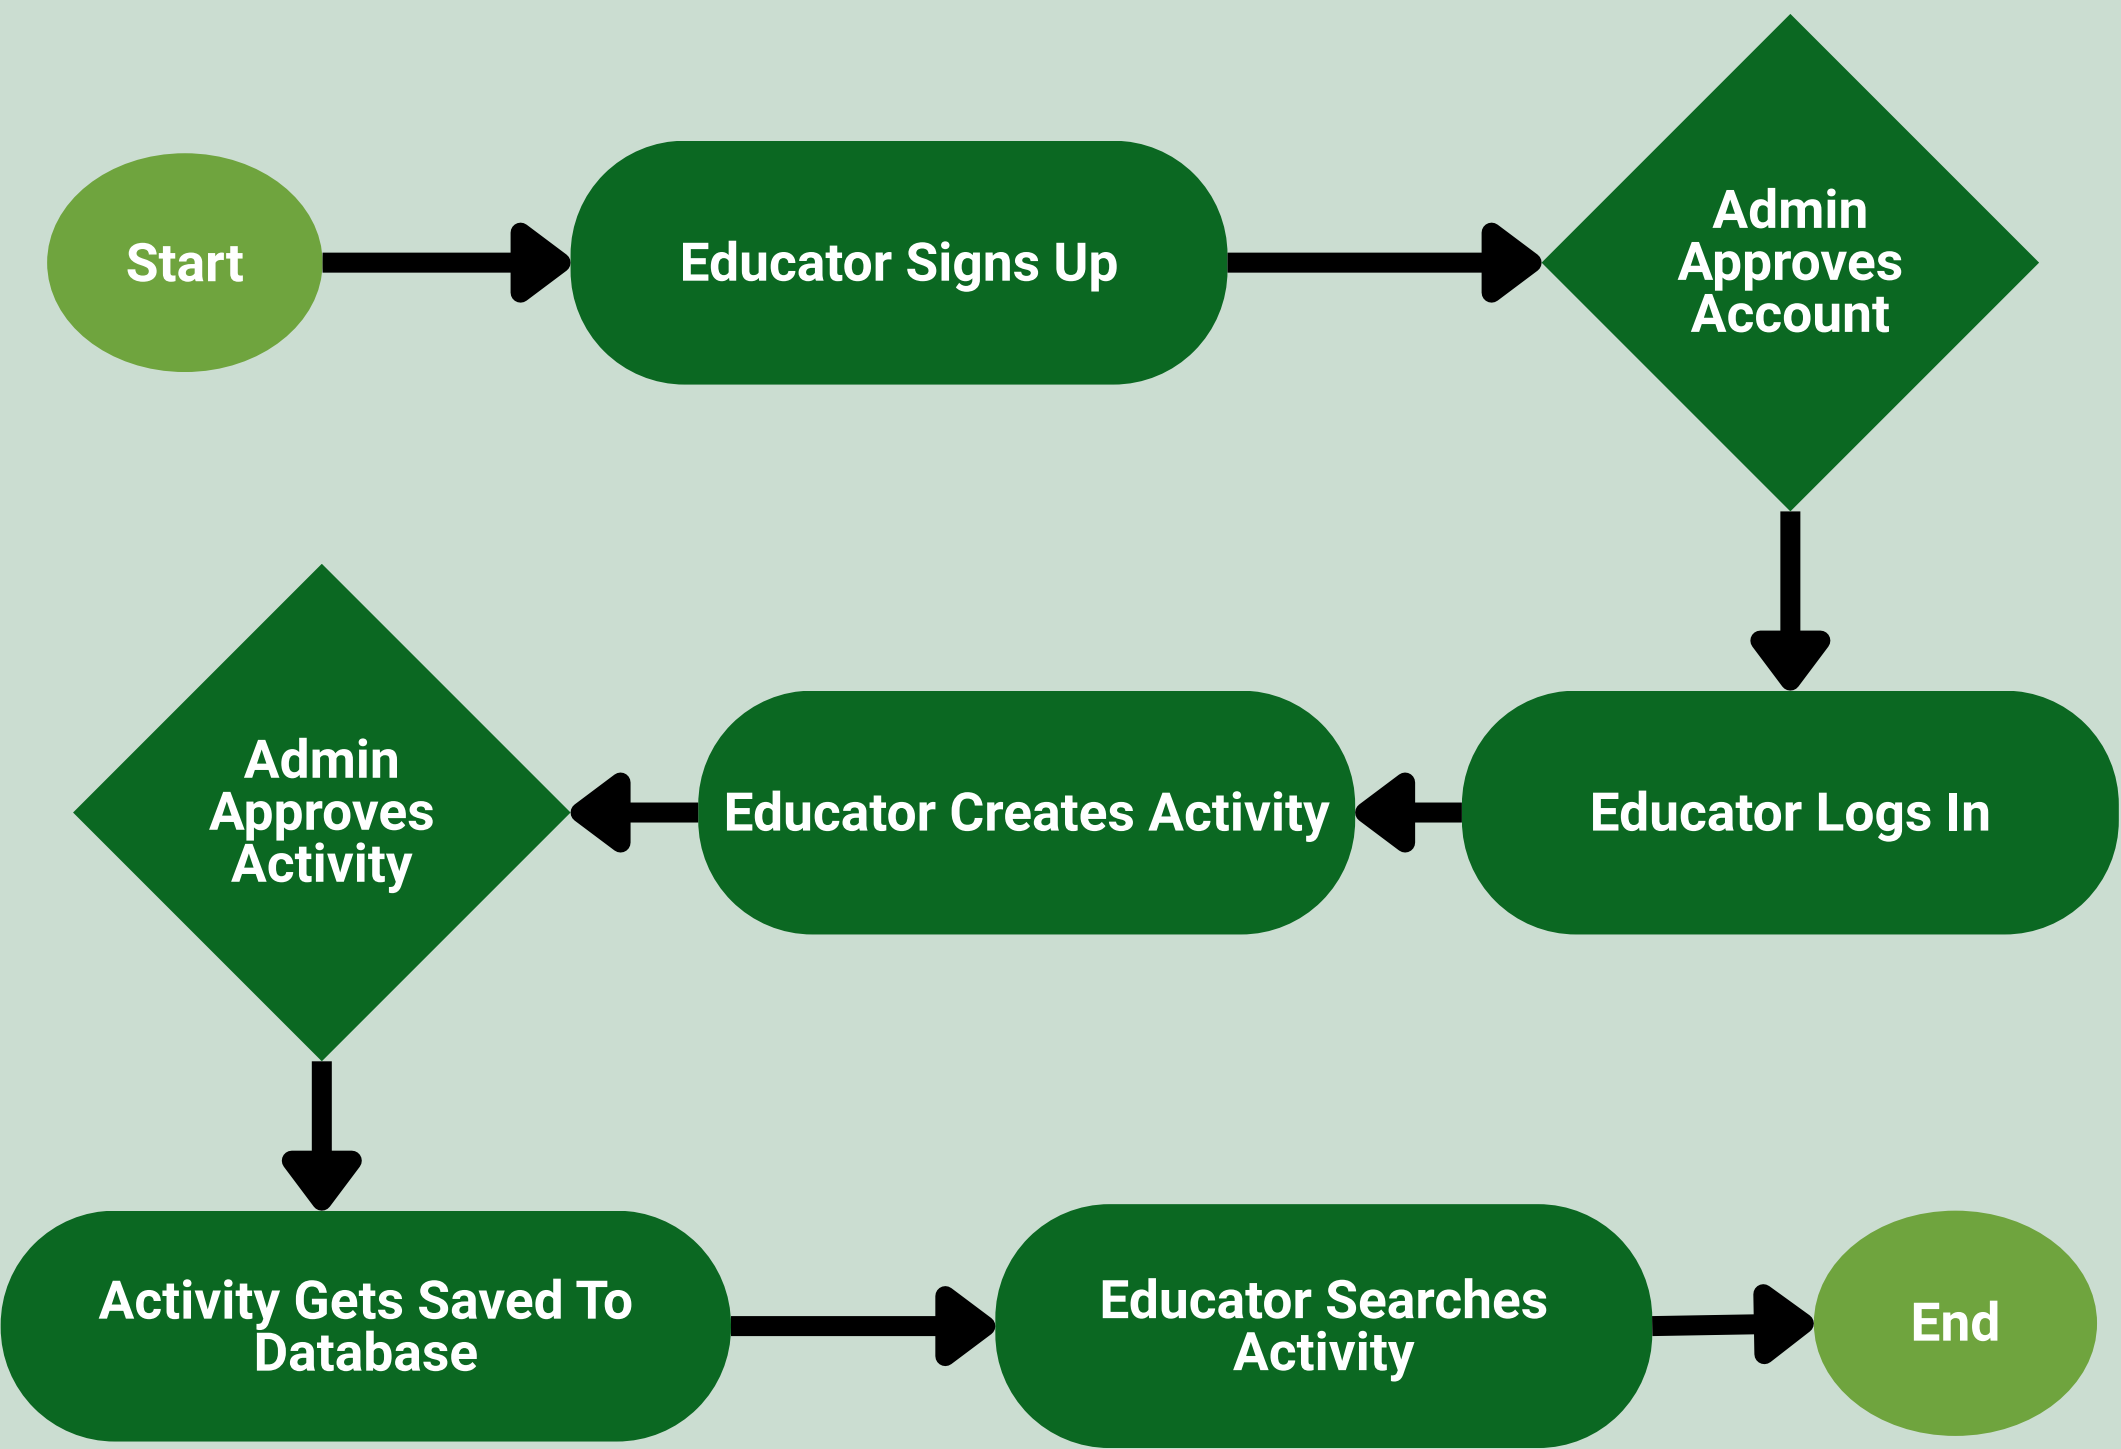 Start
Educator Signs Up
Admin
Approves
Account
Educator Logs In
Educator Creates Activity
Admin
Approves
Activity
Activity Gets Saved To
Database
Educator Searches
Activity
End